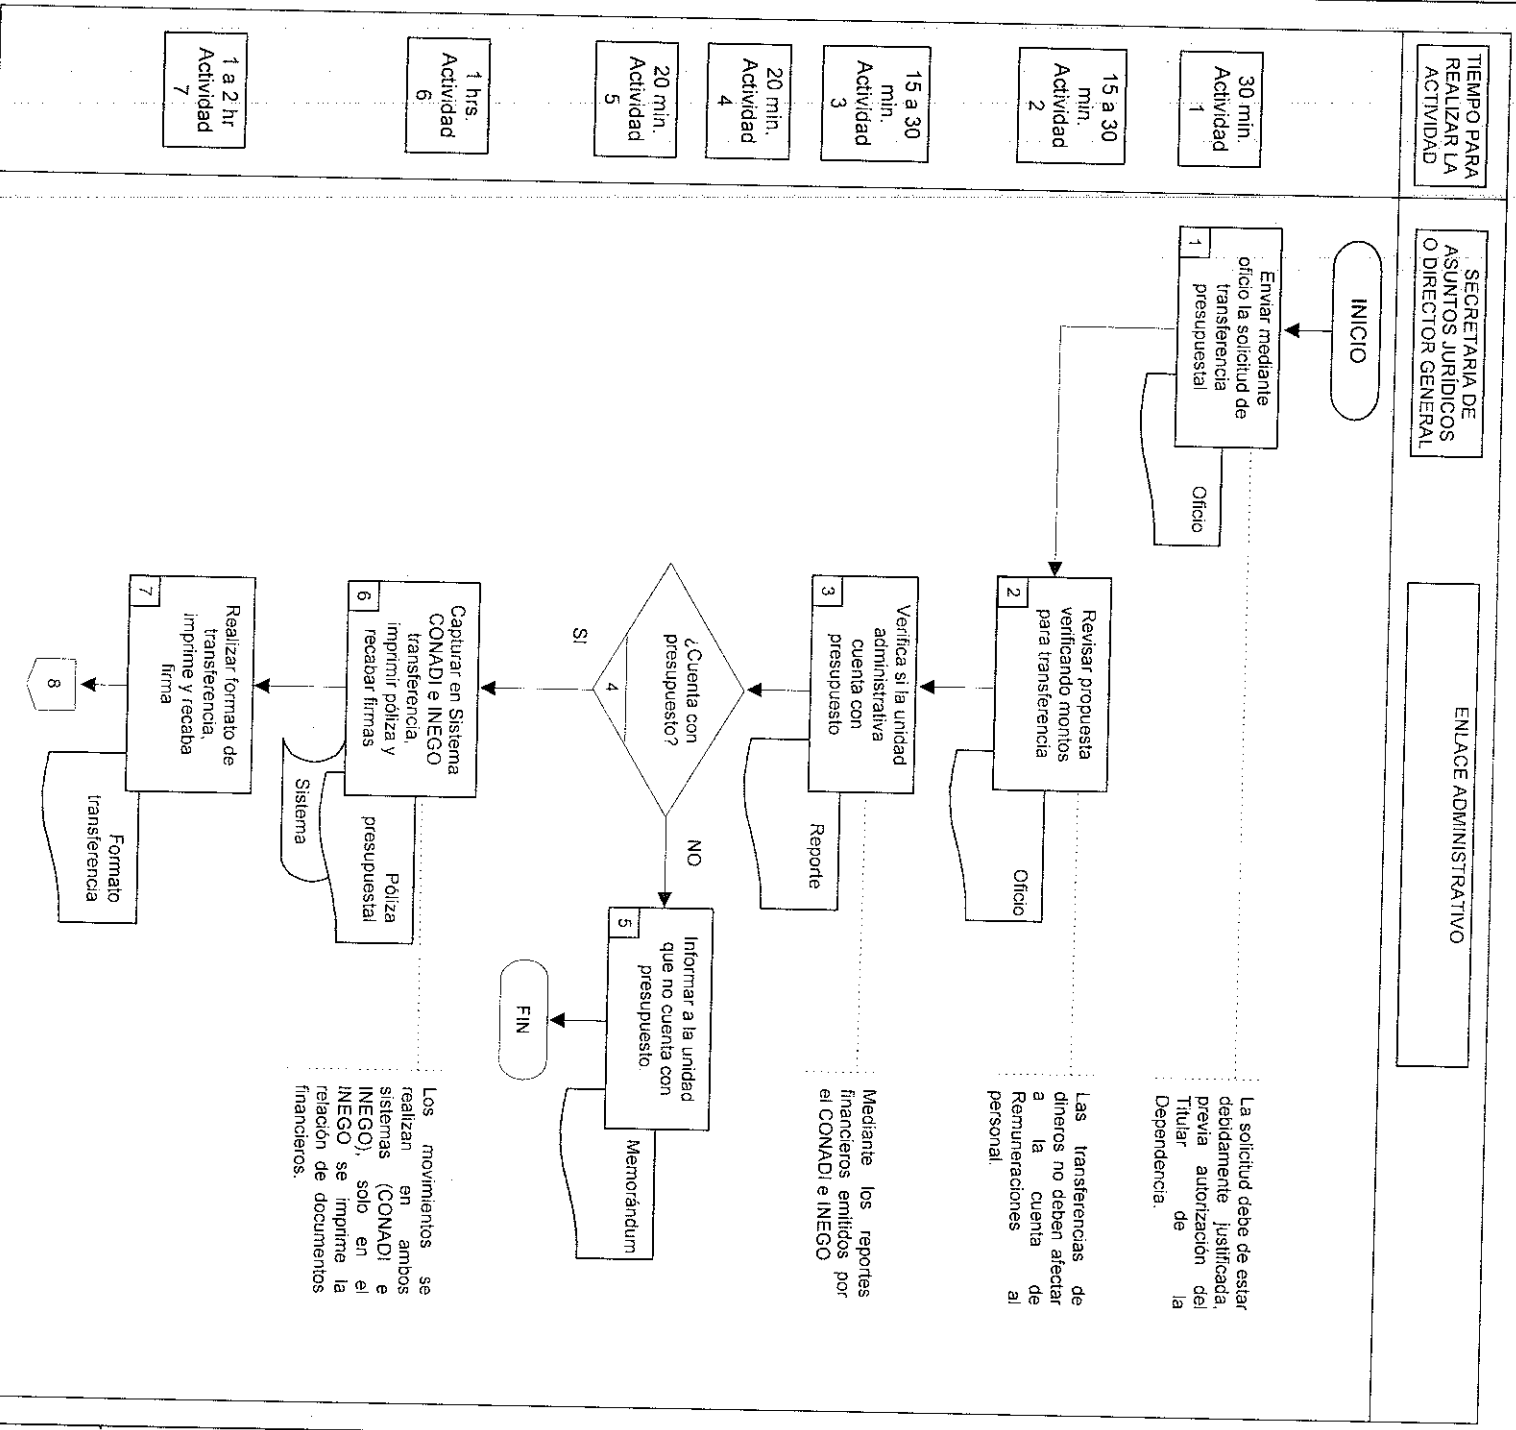 TIEMPO PARA
REALIZAR LA
ACTIVIDAD
SECRETARIA DE
ASUNTOS JURÍDICOS
O DIRECTOR GENERAL
ENLACE ADMINISTRATIVO
INICIO
30 min.
Actividad
1
Enviar mediante
oficio la solicitud de
transferencia
presupuestal
1
Oficio
La solicitud debe de estar
debidamente justificada,
previa autorización del
Titular de la
Dependencia.
15 a 30
min.
Actividad
2
Revisar propuesta
verificando montos
para transferencia
2
Oficio
Las transferencias de
dineros no deben afectar
a la cuenta de
Remuneraciones al
personal.
15 a 30
min.
Actividad
3
Verifica si la unidad
administrativa
cuenta con
presupuesto
3
Reporte
Mediante los reportes
financieros emitidos por
el CONADI e INEGO
20 min.
Actividad
4
¿Cuenta con
presupuesto?
4
NO
SI
20 min.
Actividad
5
Informar a la unidad
que no cuenta con
presupuesto.
5
Memorándum
FIN
1 hrs.
Actividad
6
Capturar en Sistema
CONADI e INEGO
transferencia,
imprimir póliza y
recabar firmas
6
Póliza
presupuestal
Sistema
Los movimientos se
realizan en ambos
sistemas (CONADI e
INEGO), solo en el
INEGO se imprime la
relación de documentos
financieros.
1 a 2 hr
Actividad
7
Realizar formato de
transferencia,
imprime y recaba
firma
7
Formato
transferencia
8